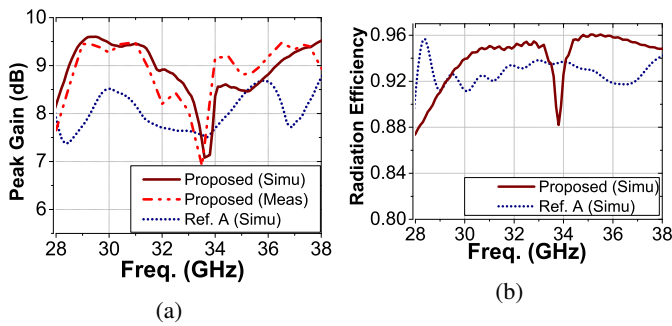 10
9
8
7
6
Peak Gain (dB)
Proposed (Simu)
Proposed (Meas)
Ref. A (Simu)
28 30 32 34 36 38
Freq. (GHz)
(a)
0.96
0.92
0.88
0.84
0.80
Radiation Efficiency
Proposed (Simu)
Ref. A (Simu)
28 30 32 34 36 38
Freq. (GHz)
(b)